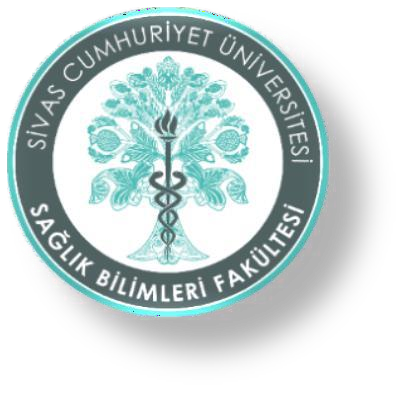 SİVAS CUMHURİYET ÜNİVERSİTESİ
SAĞLIK BİLİMLERİ FAKÜLTESİ